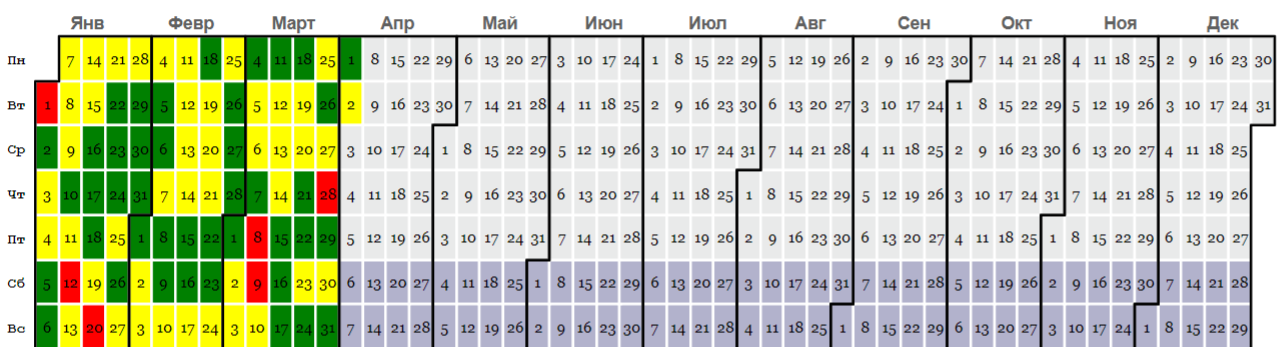 Янв Февр Март Апр Май Июн Июл Авг Сен Окт Ноя Дек
Пн 7 14 21 28 4 11 18 25 4 11 18 25 1 8 15 22 29 6 13 20 27 3 10 17 24 1 8 15 22 29 5 12 19 26 2 9 16 23 30 7 14 21 28 4 11 18 25 2 9 16 23 30
Вт 1 8 15 22 29 5 12 19 26 5 12 19 26 2 9 16 23 30 7 14 21 28 4 11 18 25 2 9 16 23 30 6 13 20 27 3 10 17 24 1 8 15 22 29 5 12 19 26 3 10 17 24 31
Ср 2 9 16 23 30 6 13 20 27 6 13 20 27 3 10 17 24 1 8 15 22 29 5 12 19 26 3 10 17 24 31 7 14 21 28 4 11 18 25 2 9 16 23 30 6 13 20 27 4 11 18 25
Чт 3 10 17 24 31 7 14 21 28 7 14 21 28 4 11 18 25 2 9 16 23 30 6 13 20 27 4 11 18 25 1 8 15 22 29 5 12 19 26 3 10 17 24 31 7 14 21 28 5 12 19 26
Пт 4 11 18 25 1 8 15 22 1 8 15 22 29 5 12 19 26 3 10 17 24 31 7 14 21 28 5 12 19 26 2 9 16 23 30 6 13 20 27 4 11 18 25 1 8 15 22 29 6 13 20 27
Сб 5 12 19 26 2 9 16 23 2 9 16 23 30 6 13 20 27 4 11 18 25 1 8 15 22 29 6 13 20 27 3 10 17 24 31 7 14 21 28 5 12 19 26 2 9 16 23 30 7 14 21 28
Вс 6 13 20 27 3 10 17 24 3 10 17 24 31 7 14 21 28 5 12 19 26 2 9 16 23 30 7 14 21 28 4 11 18 25 1 8 15 22 29 6 13 20 27 3 10 17 24 1 8 15 22 29